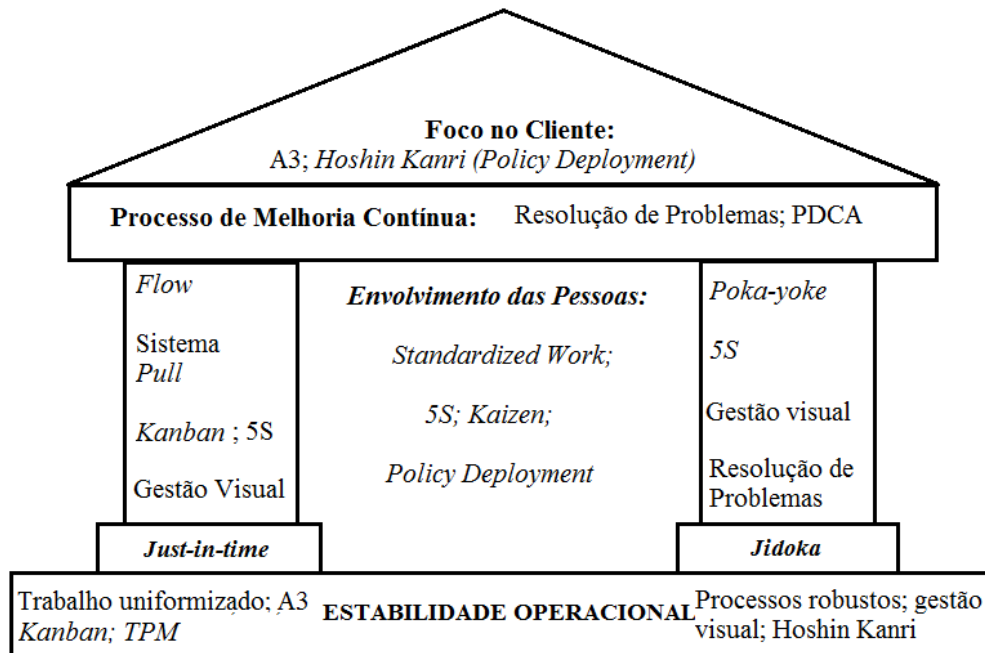 Foco no Cliente:
A3; Hoshin Kanri (Policy Deployment)
Processo de Melhoria Contínua: Resolução de Problemas; PDCA
Flow
Sistema
Pull
Kanban ; 5S
Gestão Visual
Just-in-time
Envolvimento das Pessoas:
Standardized Work;
5S; Kaizen;
Policy Deployment
Poka-yoke
5S
Gestão visual
Resolução de
Problemas
Jidoka
Trabalho uniformizado; A3
Kanban; TPM
ESTABILIDADE OPERACIONAL
Processos robustos; gestão
visual; Hoshin Kanri